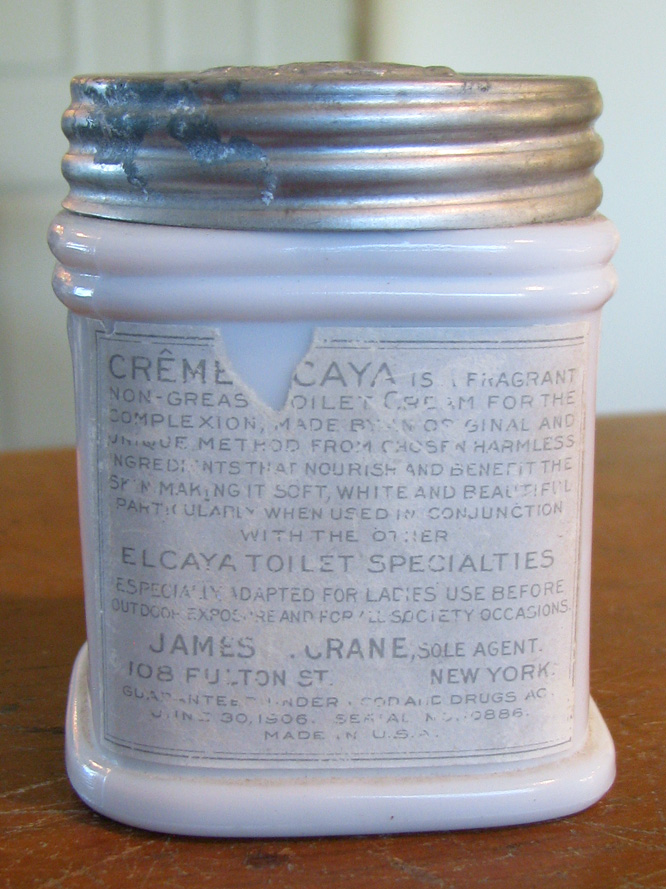 CRÊME CAYA IS A FRAGRANT
NON-GREAS OILET CREAM FOR THE
COMPLEXION, MADE BY AN ORIGINAL AND
UNIQUE METHOD FROM CHOSEN HARMLESS
INGREDIENTS THAT NOURISH AND BENEFIT THE
SKIN MAKING IT SOFT, WHITE AND BEAUTIFUL
PARTICULARLY WHEN USED IN CONJUNCTION
WITH THE OTHER
ELCAYA TOILET SPECIALTIES
ESPECIALLY ADAPTED FOR LADIES' USE BEFORE
OUTDOOR EXPOSURE AND FOR ALL SOCIETY OCCASIONS.
JAMES CRANE, SOLE AGENT.
108 FULTON ST. NEW YORK.
GUARANTEED UNDER FOOD AND DRUGS ACT
JUNE 30, 1906. SERIAL NO. 0886.
MADE IN U.S.A.